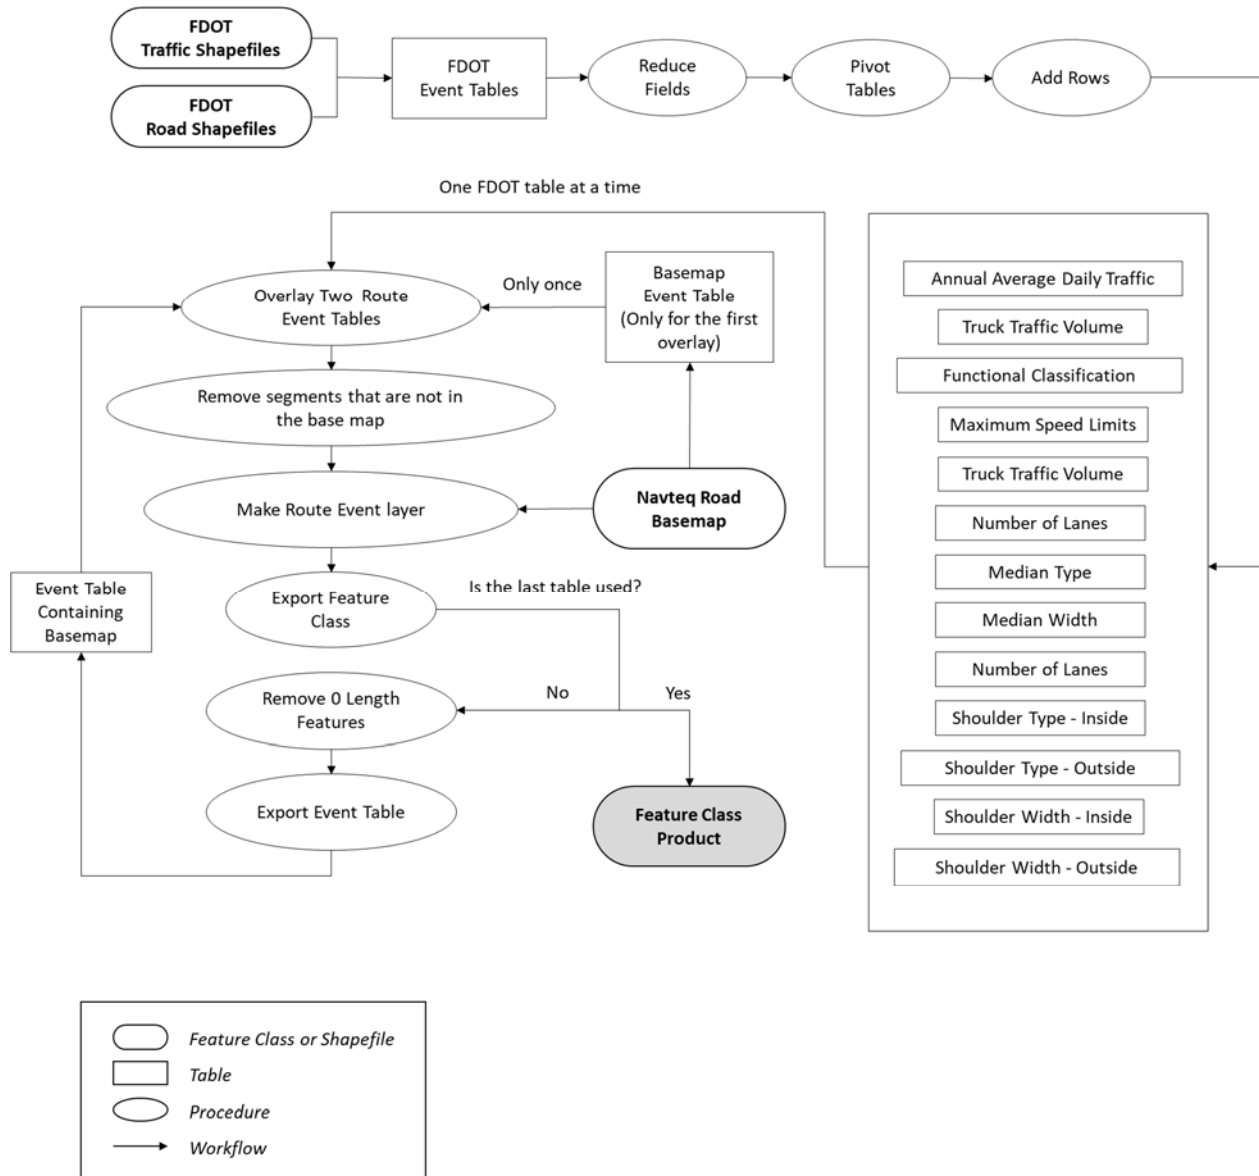 FDOT
Traffic Shapefiles
FDOT
Road Shapefiles
FDOT
Event Tables
Reduce
Fields
Pivot
Tables
Add Rows
One FDOT table at a time
Overlay Two Route
Event Tables
Only once
Basemap
Event Table
(Only for the first
overlay)
Remove segments that are not in
the base map
Make Route Event layer
Navteq Road
Basemap
Event Table
Containing
Basemap
Export Feature
Class
Is the last table used?
Remove 0 Length
Features
No
Yes
Export Event Table
Feature Class
Product
Annual Average Daily Traffic
Truck Traffic Volume
Functional Classification
Maximum Speed Limits
Truck Traffic Volume
Number of Lanes
Median Type
Median Width
Number of Lanes
Shoulder Type - Inside
Shoulder Type - Outside
Shoulder Width - Inside
Shoulder Width - Outside
Feature Class or Shapefile
Table
Procedure
Workflow